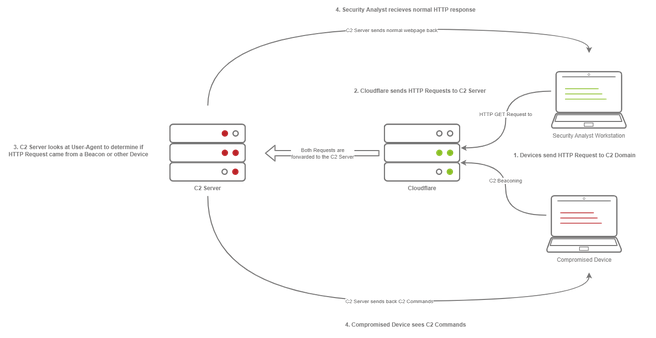 4. Security Analyst recieves normal HTTP response
C2 Server sends normal webpage back
2. Cloudflare sends HTTP Requests to C2 Server
HTTP GET Request to
Security Analyst Workstation
3. C2 Server looks at User-Agent to determine if
HTTP Request came from a Beacon or other Device
Both Requests are
forwarded to the C2 Server
1. Devices send HTTP Request to C2 Domain
C2 Server
Cloudflare
C2 Beaconing
Compromised Device
C2 Server sends back C2 Commands
4. Compromised Device sees C2 Commands